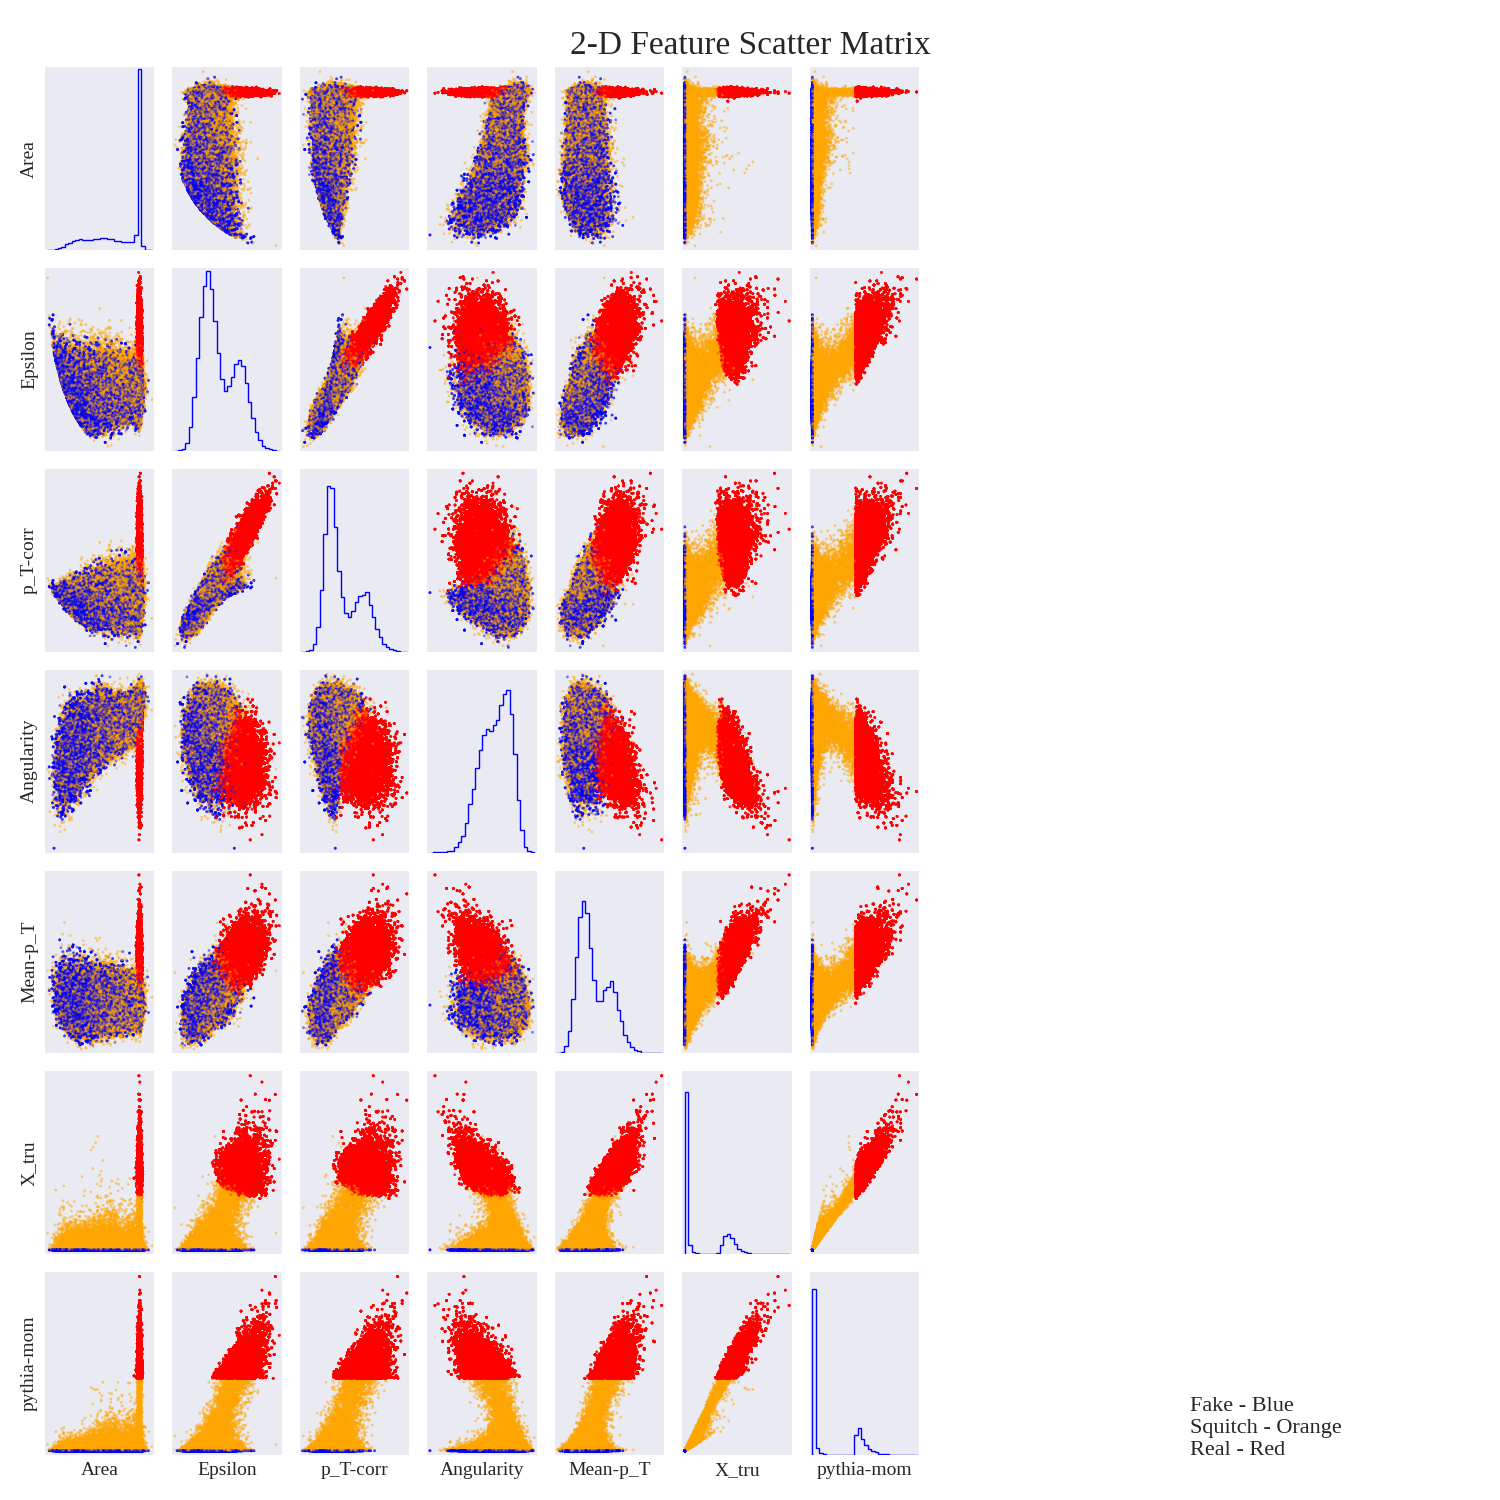 2-D Feature Scatter Matrix
Area
Epsilon
p_T-corr
Angularity
Mean-p_T
X_tru
pythia-mom
Area Epsilon p_T-corr Angularity Mean-p_T X_tru pythia-mom
Fake - Blue
Squitch - Orange
Real - Red